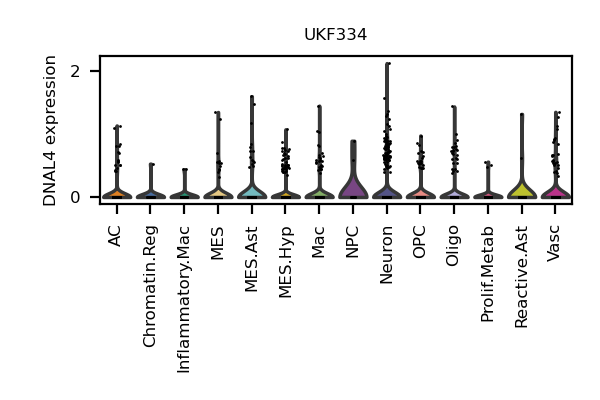 UKF334
DNAL4 expression
2
0
AC
Chromatin.Reg
Inflammatory.Mac
MES
MES.Ast
MES.Hyp
Mac
NPC
Neuron
OPC
Oligo
Prolif.Metab
Reactive.Ast
Vasc